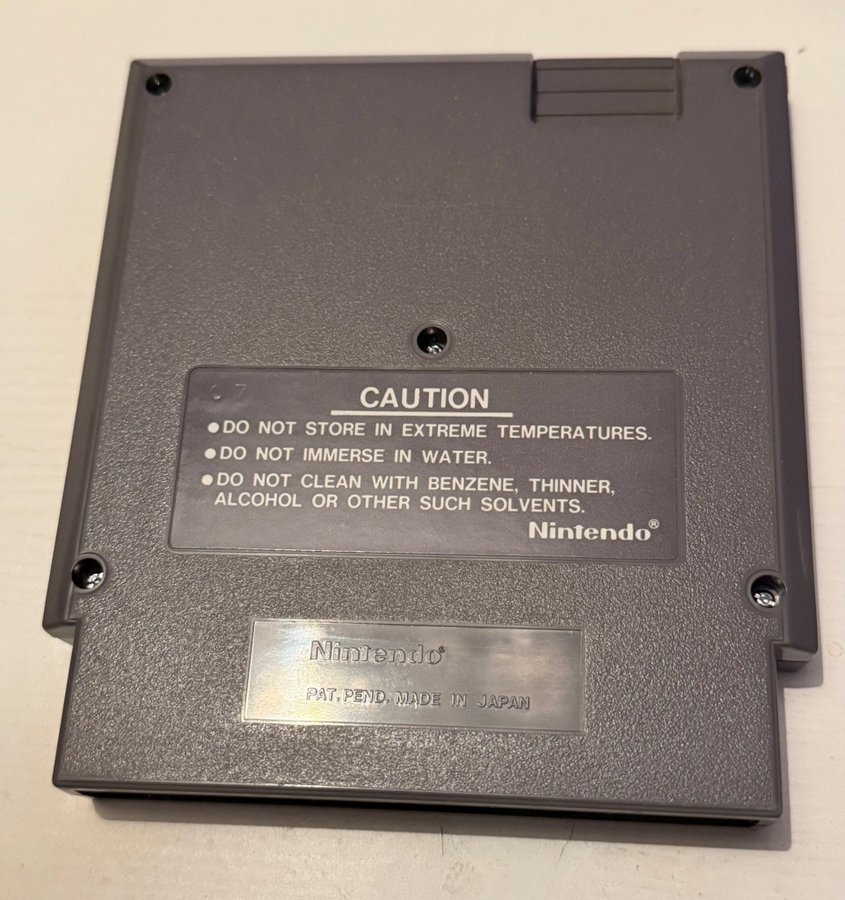 CAUTION
●DO NOT STORE IN EXTREME TEMPERATURES.
●DO NOT IMMERSE IN WATER.
●DO NOT CLEAN WITH BENZENE, THINNER,
ALCOHOL OR OTHER SUCH SOLVENTS.
Nintendo®
Nintendo®
PAT. PEND. MADE IN JAPAN